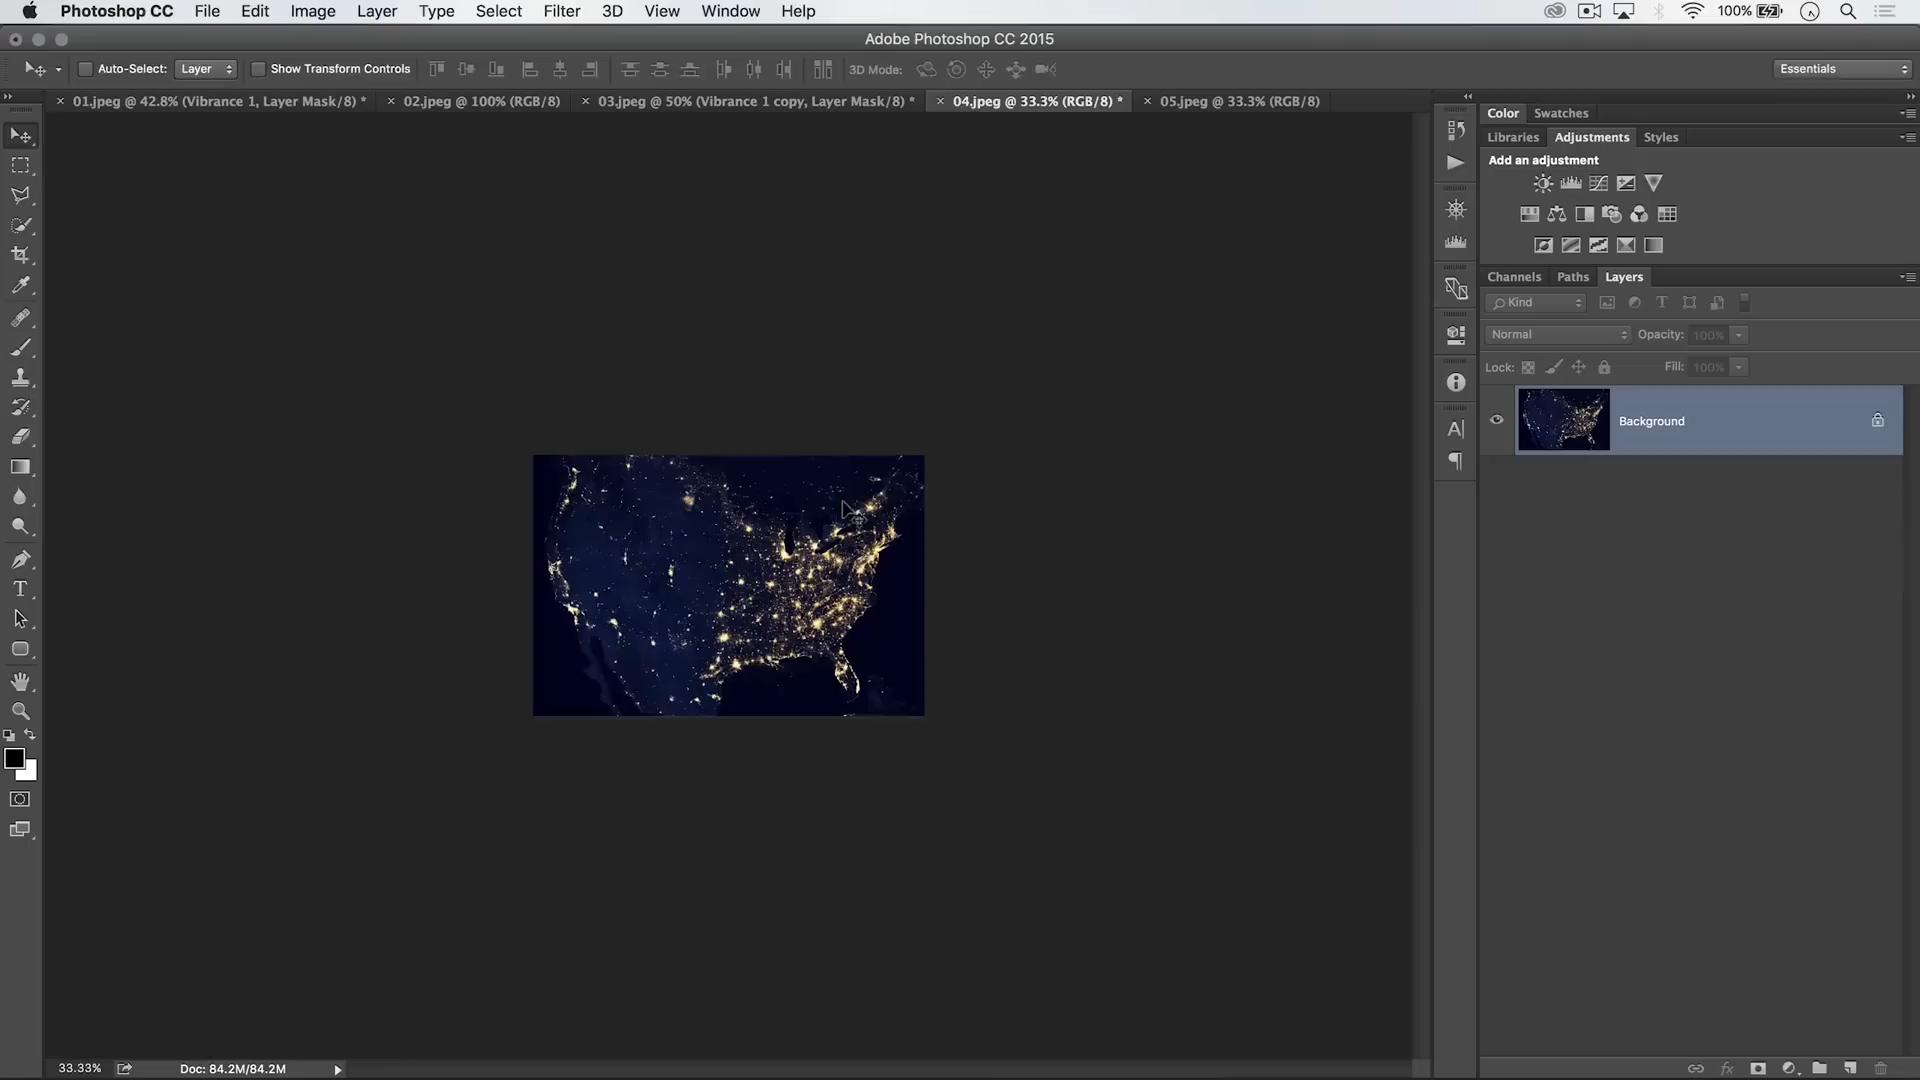 Photoshop CC File Edit Image Layer Type Select Filter 3D View Window Help 100%
Adobe Photoshop CC 2015
Auto-Select: Layer Show Transform Controls 3D Mode: Essentials
01.jpeg @ 42.8% (Vibrance 1, Layer Mask/8) * 02.jpeg @ 100% (RGB/8) 03.jpeg @ 50% (Vibrance 1 copy, Layer Mask/8) * 04.jpeg @ 33.3% (RGB/8) * 05.jpeg @ 33.3% (RGB/8)
Color Swatches
Libraries Adjustments Styles
Add an adjustment
Channels Paths Layers
Kind
Normal Opacity: 100%
Lock: Fill: 100%
Background
33.33% Doc: 84.2M/84.2M